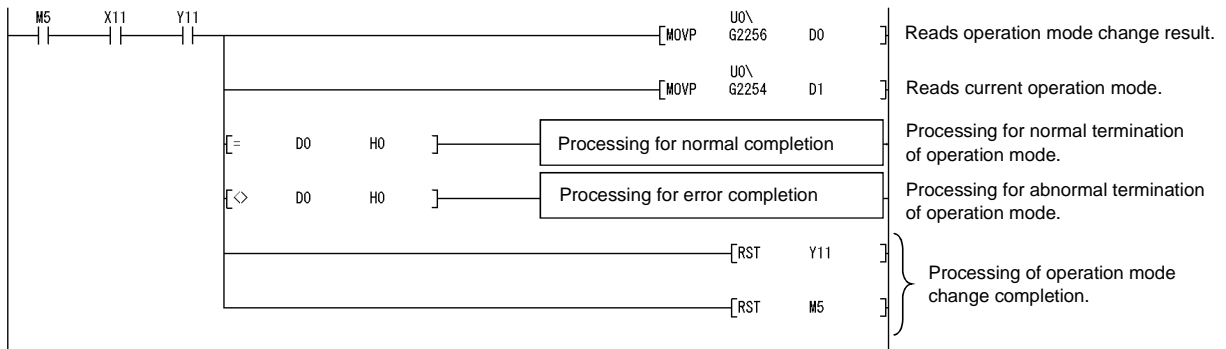 M5 X11 Y11
U0\
[MOVP G2256 D0 ] Reads operation mode change result.
U0\
[MOVP G2254 D1 ] Reads current operation mode.
[= D0 H0 ] Processing for normal completion
Processing for normal termination
of operation mode.
[<> D0 H0 ] Processing for error completion
Processing for abnormal termination
of operation mode.
[RST Y11 ]
[RST M5 ]
Processing of operation mode
change completion.